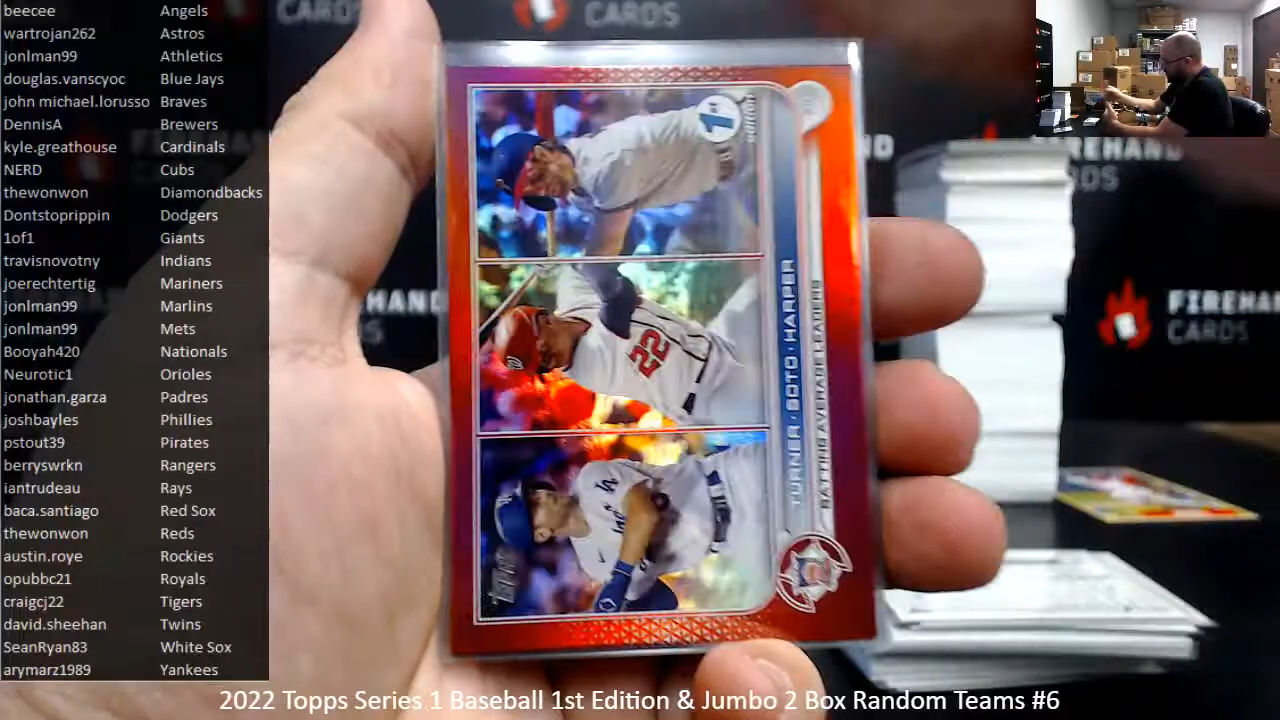 beecee Angels
wartrojan262 Astros
jonlman99 Athletics
douglas.vanscyoc Blue Jays
john michael.lorusso Braves
DennisA Brewers
kyle.greathouse Cardinals
NERD Cubs
thewonwon Diamondbacks
Dontstoprippin Dodgers
1of1 Giants
travisnovotny Indians
joerechtertig Mariners
jonlman99 Marlins
jonlman99 Mets
Booyah420 Nationals
Neurotic1 Orioles
jonathan.garza Padres
joshbayles Phillies
pstout39 Pirates
berryswrkn Rangers
iantrudeau Rays
baca.santiago Red Sox
thewonwon Reds
austin.roye Rockies
opubbc21 Royals
craigcj22 Tigers
david.sheehan Twins
SeanRyan83 White Sox
arymarz1989 Yankees
CARDS
CARDS
1st
edition
22
TURNER · SOTO · HARPER
BATTING AVERAGE LEADERS
FIREHAND
CARDS
2022 Topps Series 1 Baseball 1st Edition & Jumbo 2 Box Random Teams #6